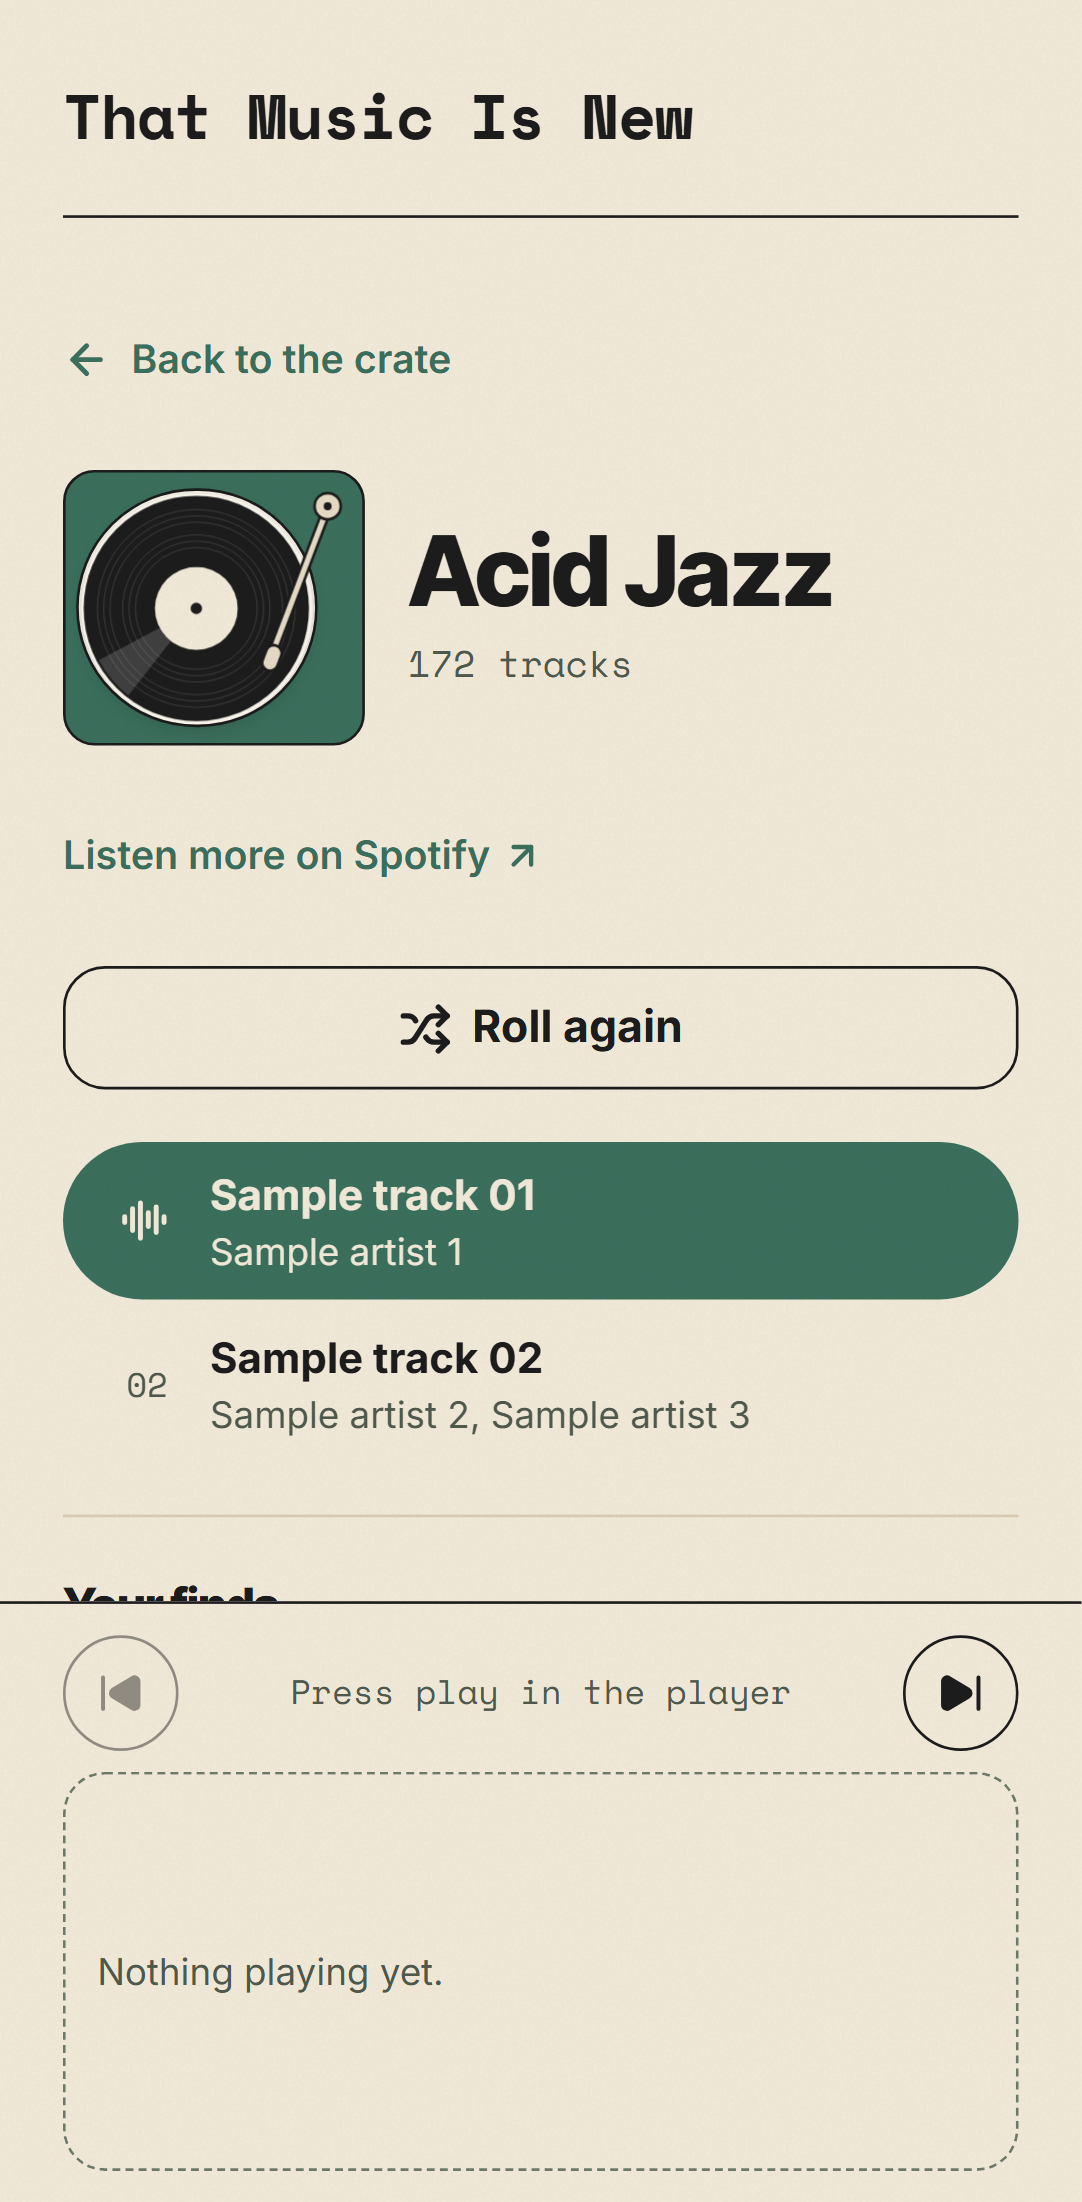 That Music Is New
Back to the crate
Acid Jazz
172 tracks
Listen more on Spotify
Roll again
Sample track 01
Sample artist 1
02
Sample track 02
Sample artist 2, Sample artist 3
Your finds
Press play in the player
Nothing playing yet.